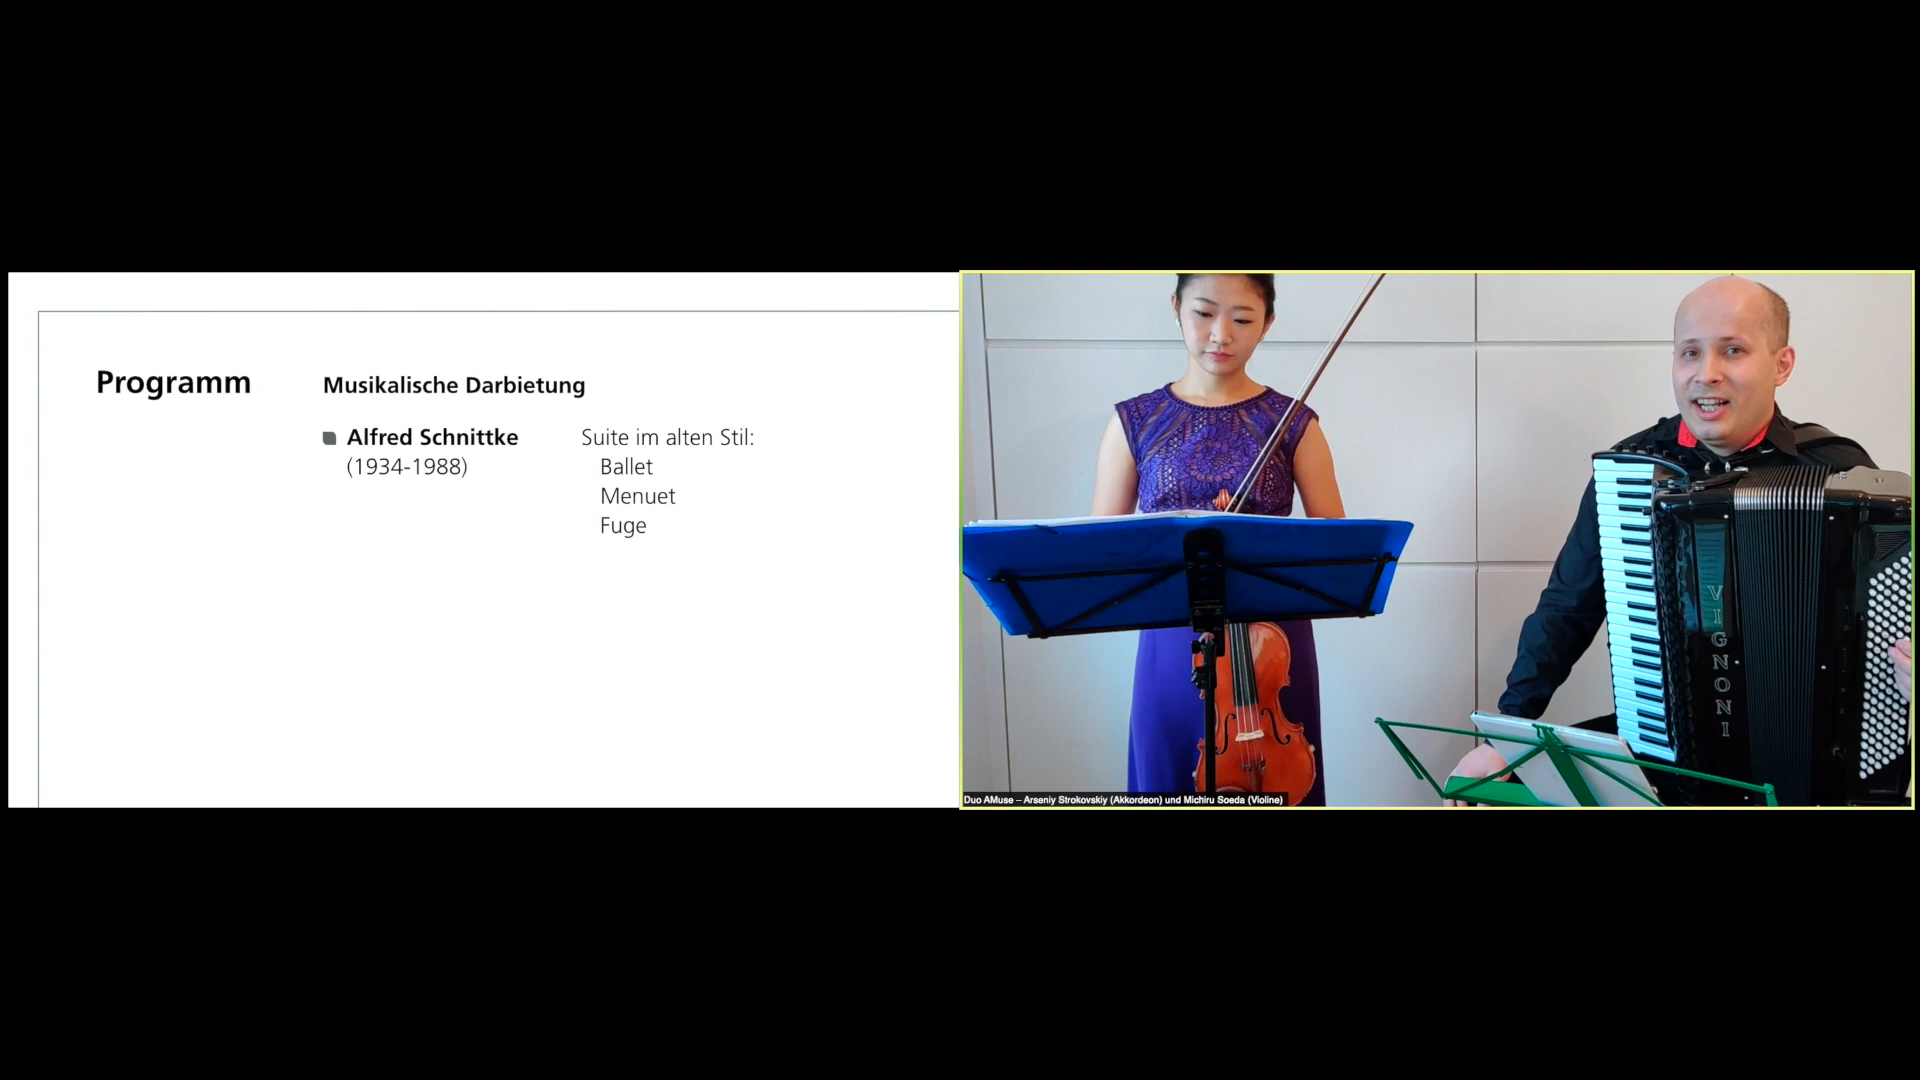 Programm
Musikalische Darbietung
Alfred Schnittke
(1934-1988)
Suite im alten Stil:
Ballet
Menuet
Fuge
VIGNONI
Duo AMuse – Arseniy Strokovskiy (Akkordeon) und Michiru Soeda (Violine)